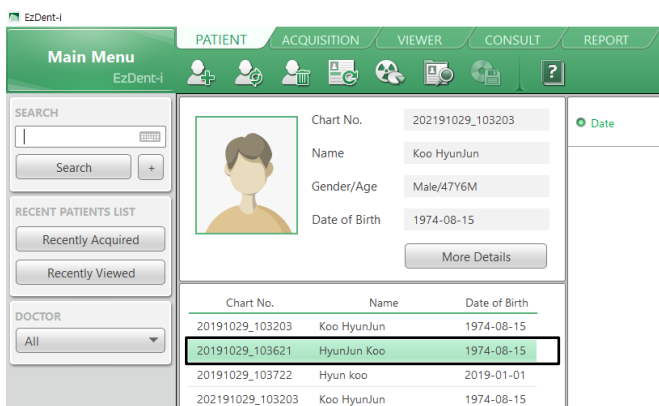 EzDent-i
Main Menu
EzDent-i
PATIENT ACQUISITION VIEWER CONSULT REPORT
?
SEARCH
Search +
RECENT PATIENTS LIST
Recently Acquired
Recently Viewed
DOCTOR
All
Chart No. 202191029_103203
Name Koo HyunJun
Gender/Age Male/47Y6M
Date of Birth 1974-08-15
More Details
Date
Chart No. Name Date of Birth
20191029_103203 Koo HyunJun 1974-08-15
20191029_103621 HyunJun Koo 1974-08-15
20191029_103722 Hyun koo 2019-01-01
202191029_103203 Koo HyunJun 1974-08-15